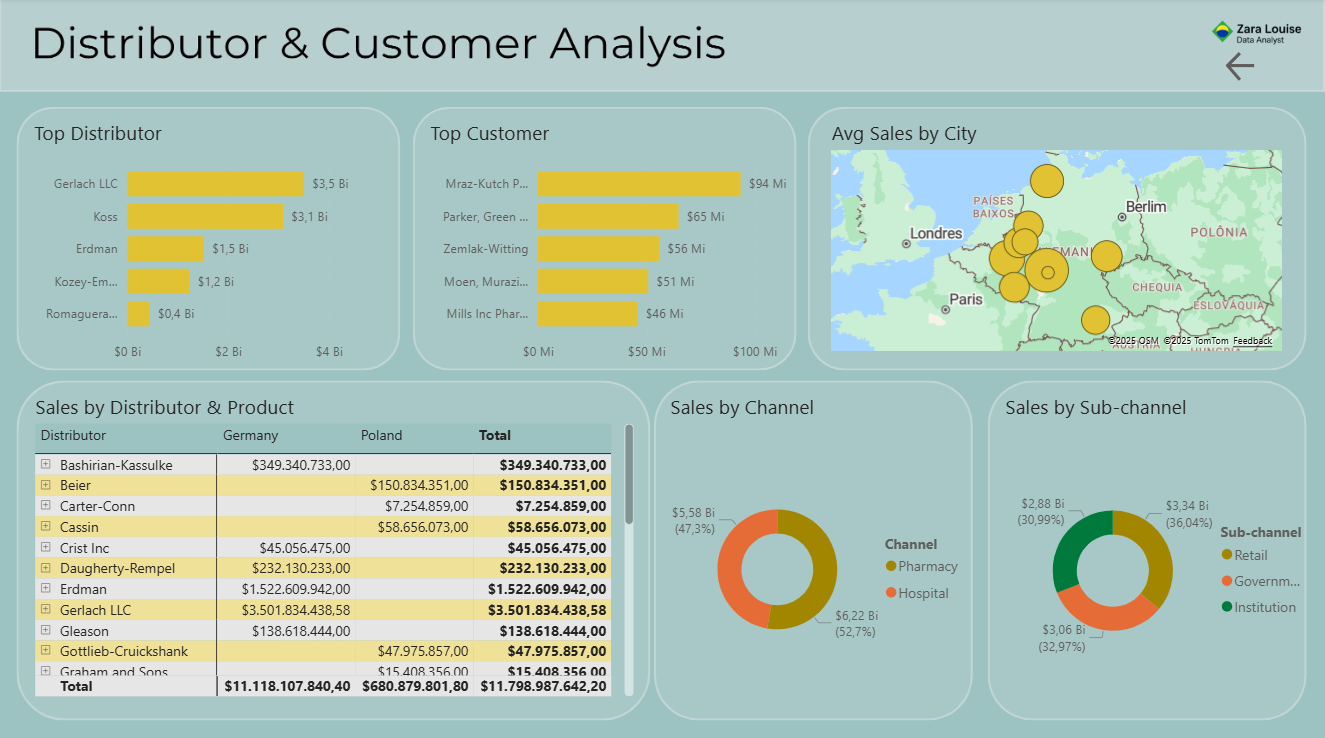 Distributor & Customer Analysis
Zara Louise
Data Analyst
Top Distributor
Gerlach LLC $3,5 Bi
Koss $3,1 Bi
Erdman $1,5 Bi
Kozey-Em... $1,2 Bi
Romaguera... $0,4 Bi
$0 Bi $2 Bi $4 Bi
Top Customer
Mraz-Kutch P... $94 Mi
Parker, Green ... $65 Mi
Zemlak-Witting $56 Mi
Moen, Murazi... $51 Mi
Mills Inc Phar... $46 Mi
$0 Mi $50 Mi $100 Mi
Avg Sales by City
PAÍSES
BAIXOS
Berlim
Londres
POLÔNIA
EMANH
CHEQUIA
Paris
ESLOVÁQUIA
ÁUSTRIA
HUNGRIA
©2025 OSM ©2025 TomTom Feedback
Sales by Distributor & Product
Distributor Germany Poland Total
Bashirian-Kassulke $349.340.733,00 $349.340.733,00
Beier $150.834.351,00 $150.834.351,00
Carter-Conn $7.254.859,00 $7.254.859,00
Cassin $58.656.073,00 $58.656.073,00
Crist Inc $45.056.475,00 $45.056.475,00
Daugherty-Rempel $232.130.233,00 $232.130.233,00
Erdman $1.522.609.942,00 $1.522.609.942,00
Gerlach LLC $3.501.834.438,58 $3.501.834.438,58
Gleason $138.618.444,00 $138.618.444,00
Gottlieb-Cruickshank $47.975.857,00 $47.975.857,00
Graham and Sons $15.408.356,00 $15.408.356,00
Total $11.118.107.840,40 $680.879.801,80 $11.798.987.642,20
Sales by Channel
$5,58 Bi
(47,3%)
$6,22 Bi
(52,7%)
Channel
Pharmacy
Hospital
Sales by Sub-channel
$2,88 Bi
(30,99%)
$3,34 Bi
(36,04%)
$3,06 Bi
(32,97%)
Sub-channel
Retail
Governm...
Institution